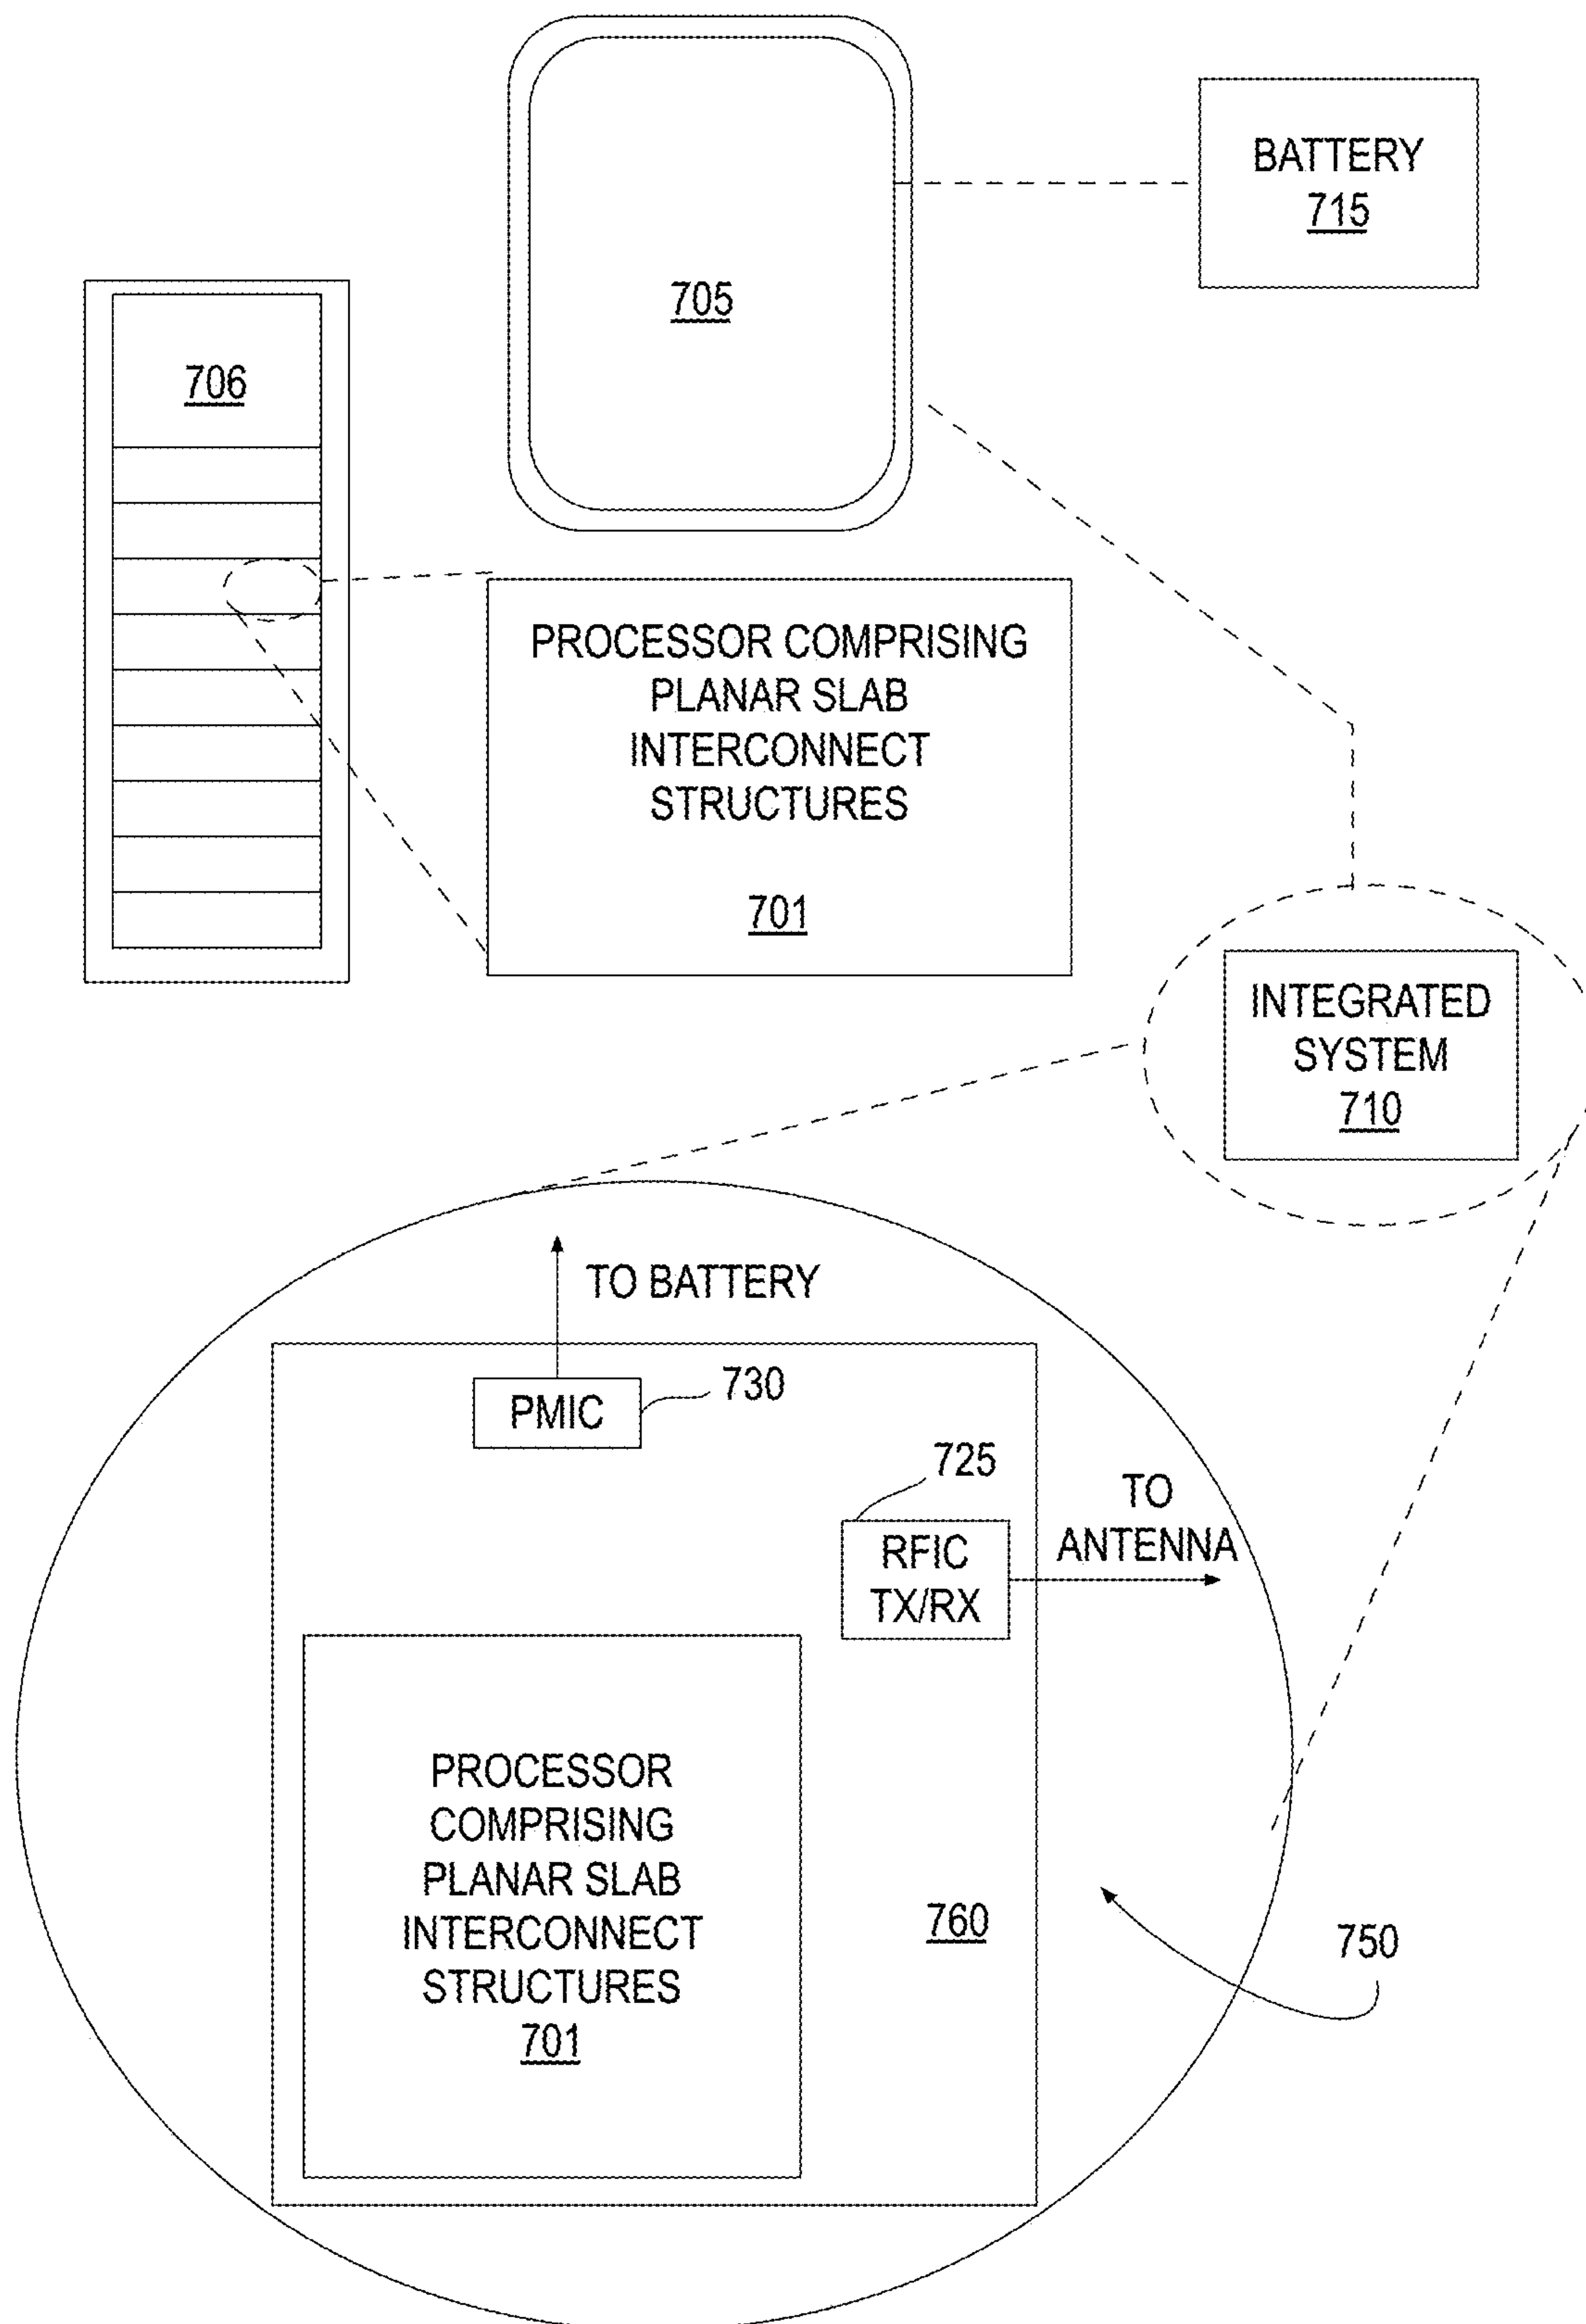 BATTERY
715
705
706
PROCESSOR COMPRISING
PLANAR SLAB
INTERCONNECT
STRUCTURES
701
INTEGRATED
SYSTEM
710
TO BATTERY
PMIC
730
725
RFIC
TX/RX
TO
ANTENNA
PROCESSOR
COMPRISING
PLANAR SLAB
INTERCONNECT
STRUCTURES
701
760
750